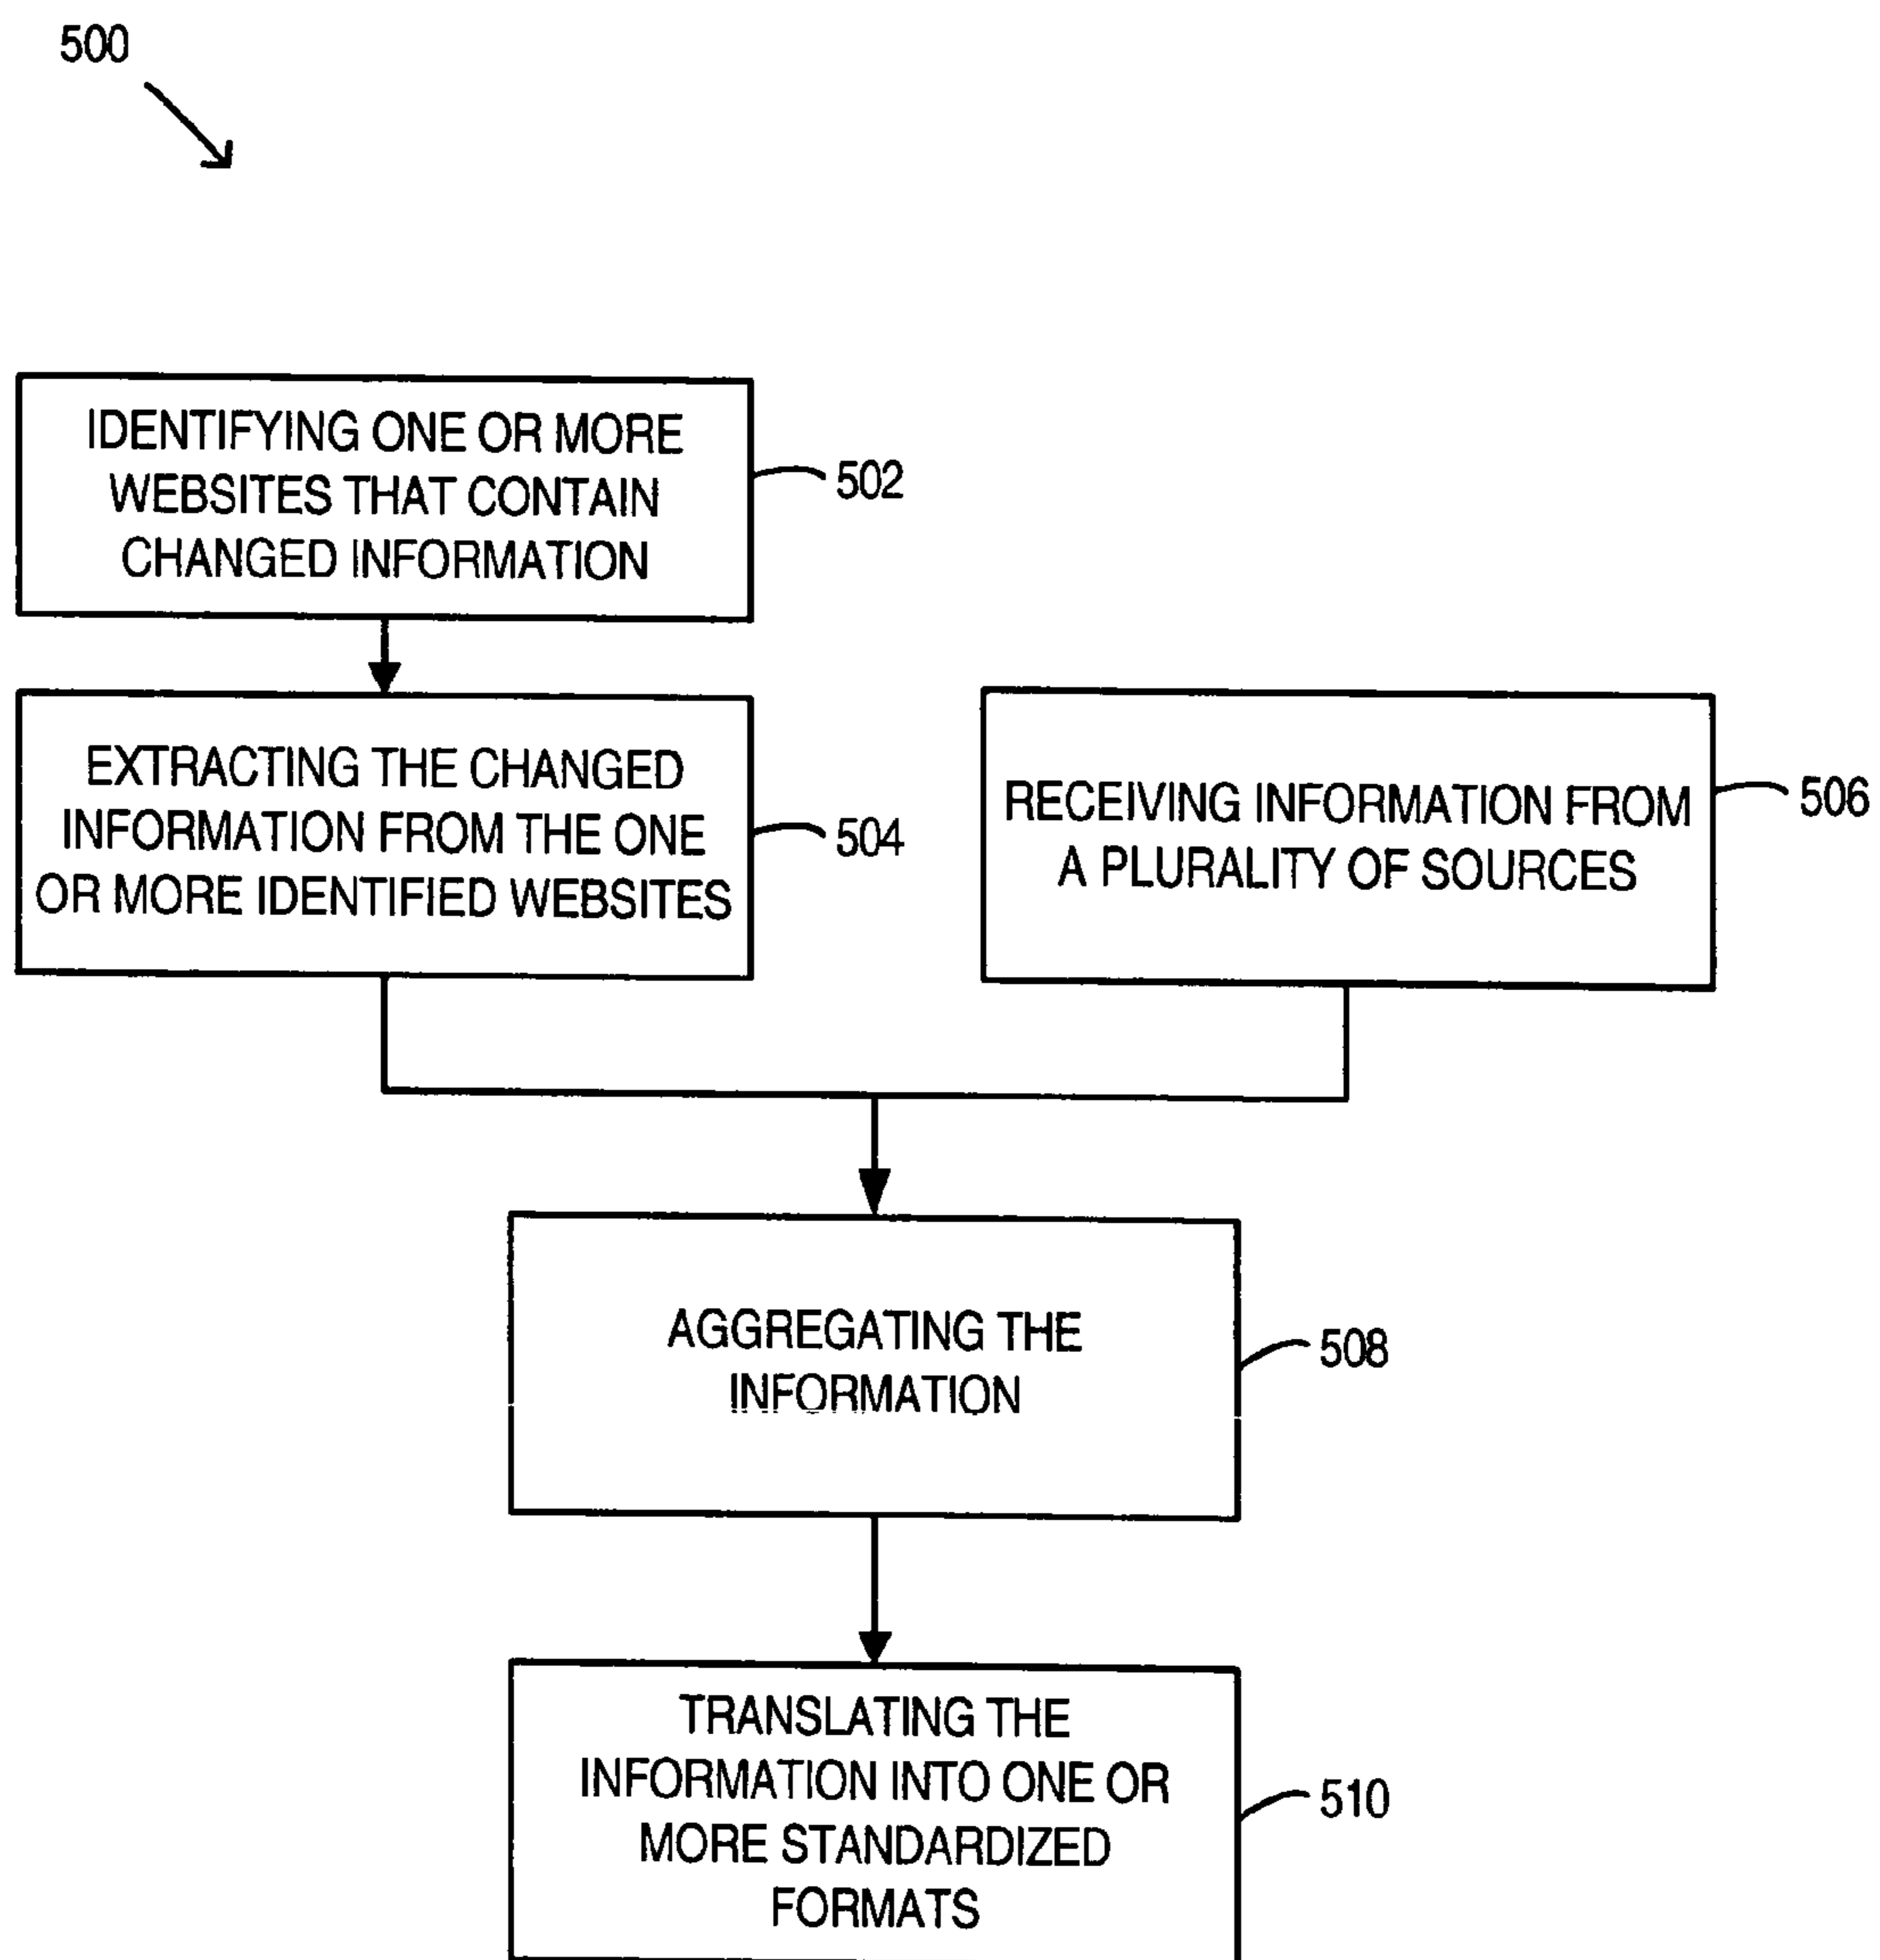 500
IDENTIFYING ONE OR MORE
WEBSITES THAT CONTAIN
CHANGED INFORMATION
502
EXTRACTING THE CHANGED
INFORMATION FROM THE ONE
OR MORE IDENTIFIED WEBSITES
504
RECEIVING INFORMATION FROM
A PLURALITY OF SOURCES
506
AGGREGATING THE
INFORMATION
508
TRANSLATING THE
INFORMATION INTO ONE OR
MORE STANDARDIZED
FORMATS
510